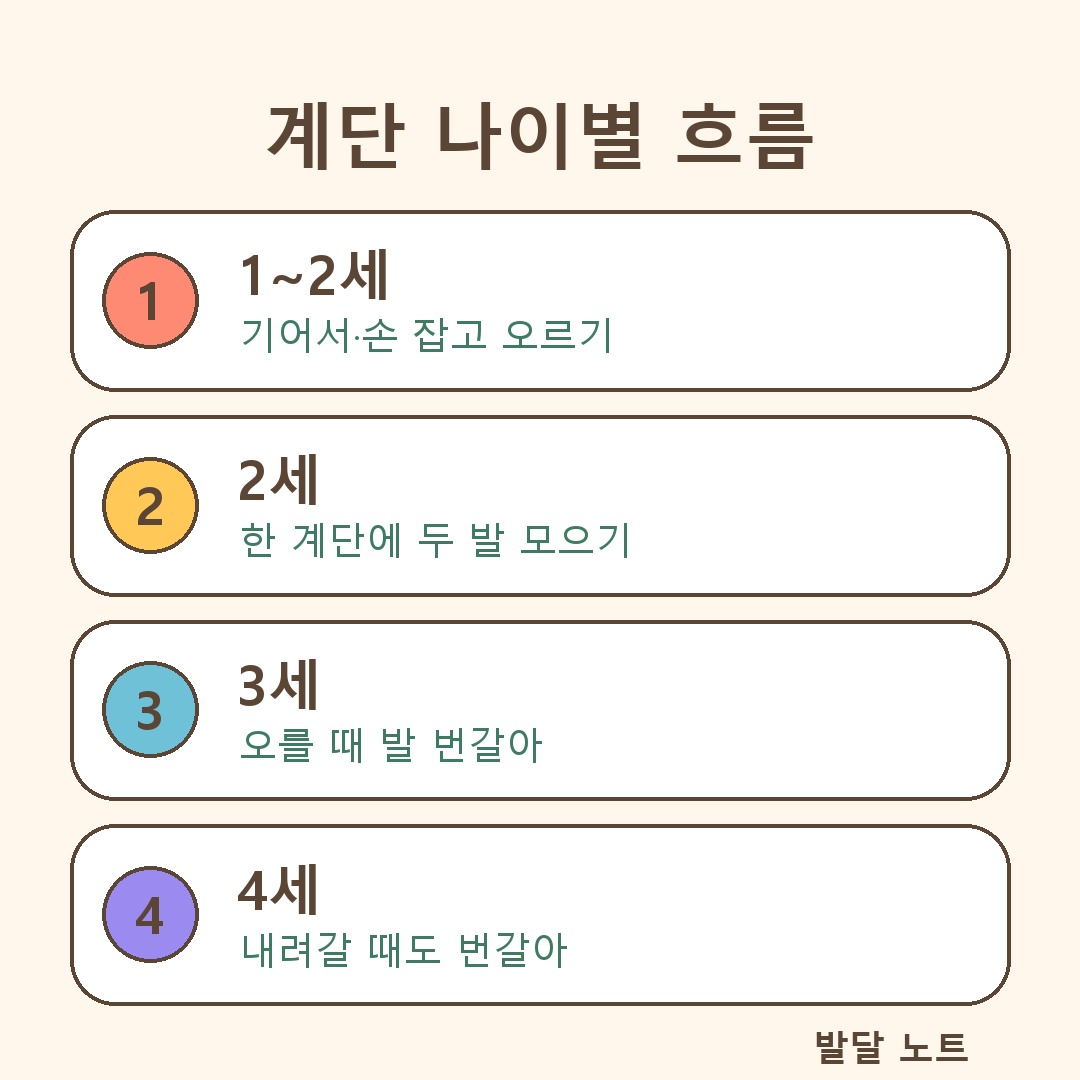 계단 나이별 흐름
1
1~2세
기어서·손 잡고 오르기
2
2세
한 계단에 두 발 모으기
3
3세
오를 때 발 번갈아
4
4세
내려갈 때도 번갈아
발달 노트